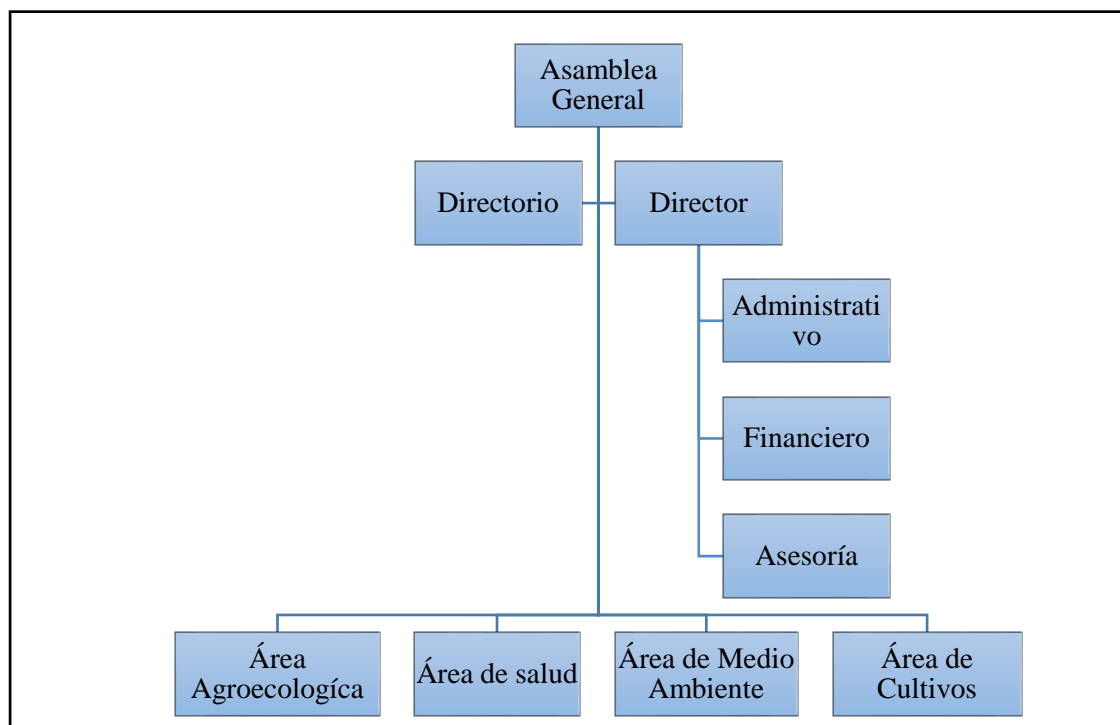 Asamblea
General
Directorio
Director
Administrati
vo
Financiero
Asesoría
Área
Agroecologíca
Área de salud
Área de Medio
Ambiente
Área de
Cultivos